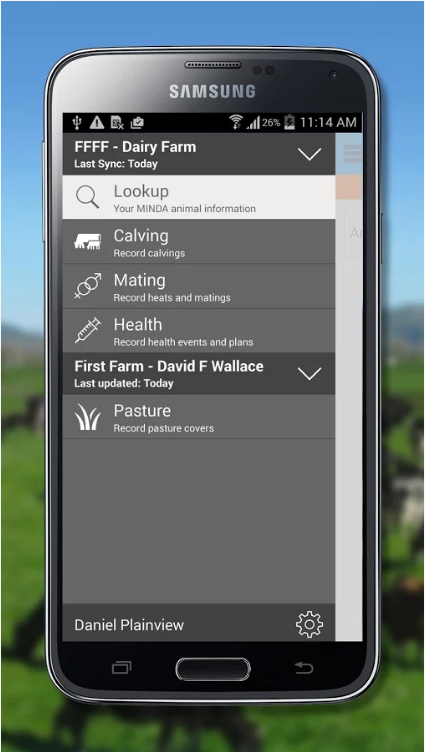 SAMSUNG
26% 11:14 AM
FFFF - Dairy Farm
Last Sync: Today
Lookup
Your MINDA animal information
Calving
Record calvings
Mating
Record heats and matings
Health
Record health events and plans
First Farm - David F Wallace
Last updated: Today
Pasture
Record pasture covers
Daniel Plainview